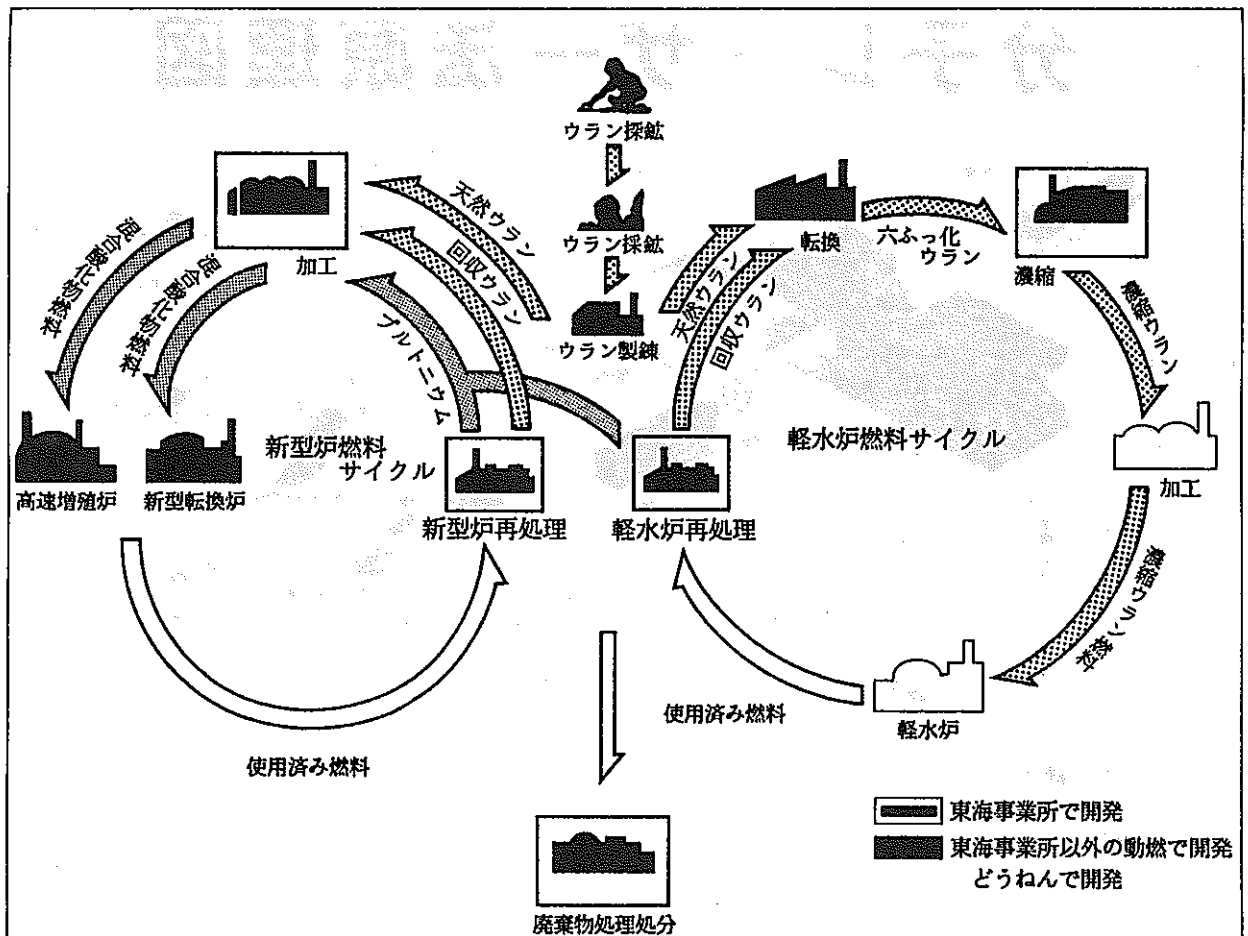 ウラン採鉱
ウラン採鉱
ウラン製錬
天然ウラン
回収ウラン
プルトニウム
加工
混合酸化物燃料
混合酸化物燃料
高速増殖炉
新型転換炉
新型炉燃料
サイクル
新型炉再処理
使用済み燃料
天然ウラン
回収ウラン
転換
六ふっ化
ウラン
濃縮
濃縮ウラン
加工
濃縮ウラン燃料
軽水炉燃料サイクル
軽水炉再処理
軽水炉
使用済み燃料
廃棄物処理処分
東海事業所で開発
東海事業所以外の動燃で開発
どうねんで開発